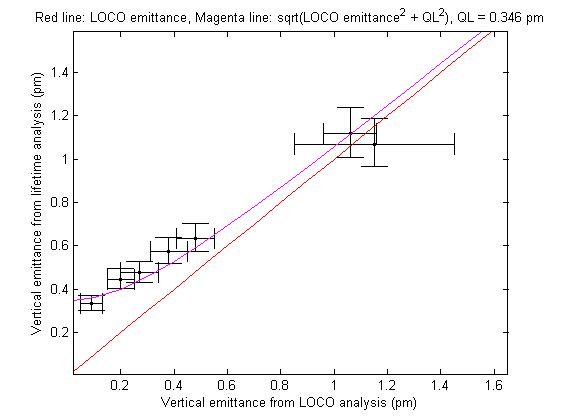 Red line: LOCO emittance, Magenta line: sqrt(LOCO emittance² + QL²), QL = 0.346 pm
1.4
1.2
1
0.8
0.6
0.4
0.2
Vertical emittance from lifetime analysis (pm)
0.2 0.4 0.6 0.8 1 1.2 1.4 1.6
Vertical emittance from LOCO analysis (pm)